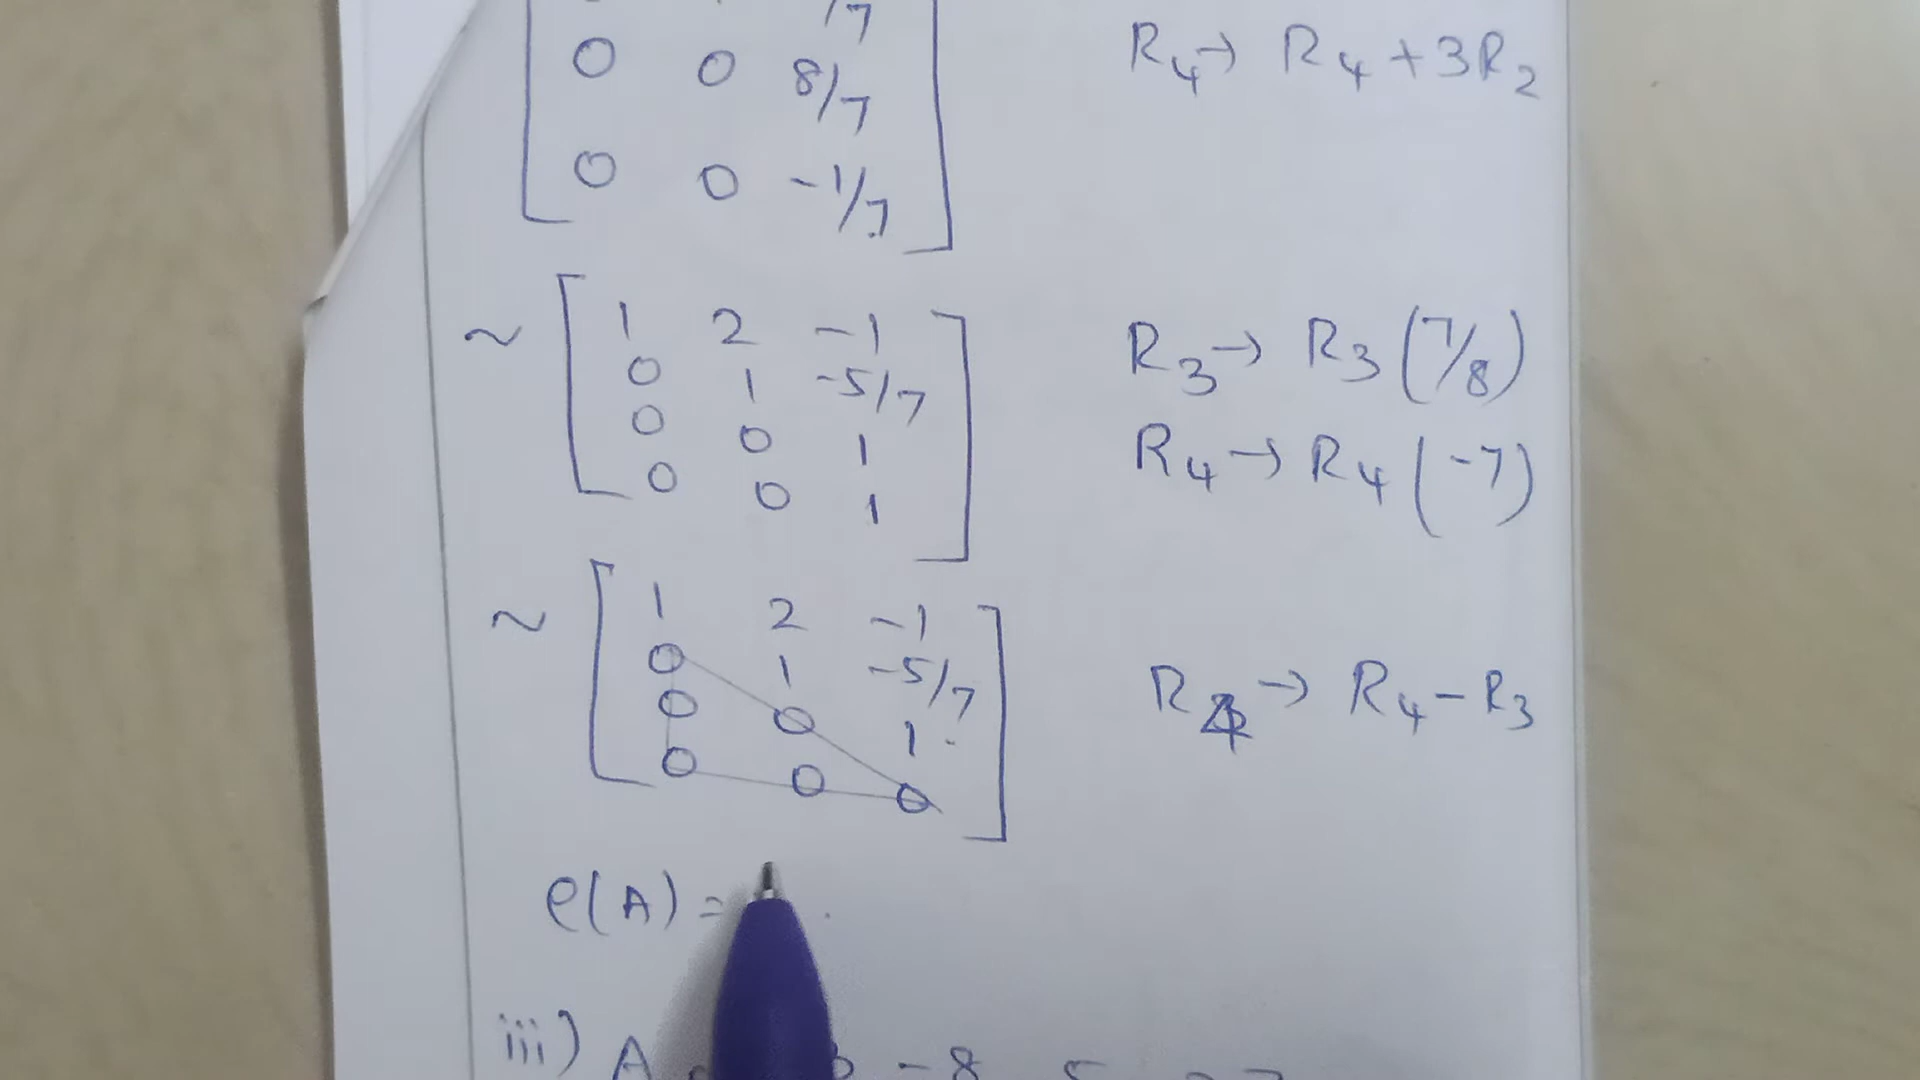 /7
0 0 8/7 R4 → R4 + 3R2
0 0 -1/7
~ 1 2 -1 R3 → R3 (7/8)
0 1 -5/7
0 0 1 R4 → R4 (-7)
0 0 1
~ 1 2 -1
0 1 -5/7 R4 → R4 - R3
0 0 1
0 0 0
ρ(A) =
iii) A -8